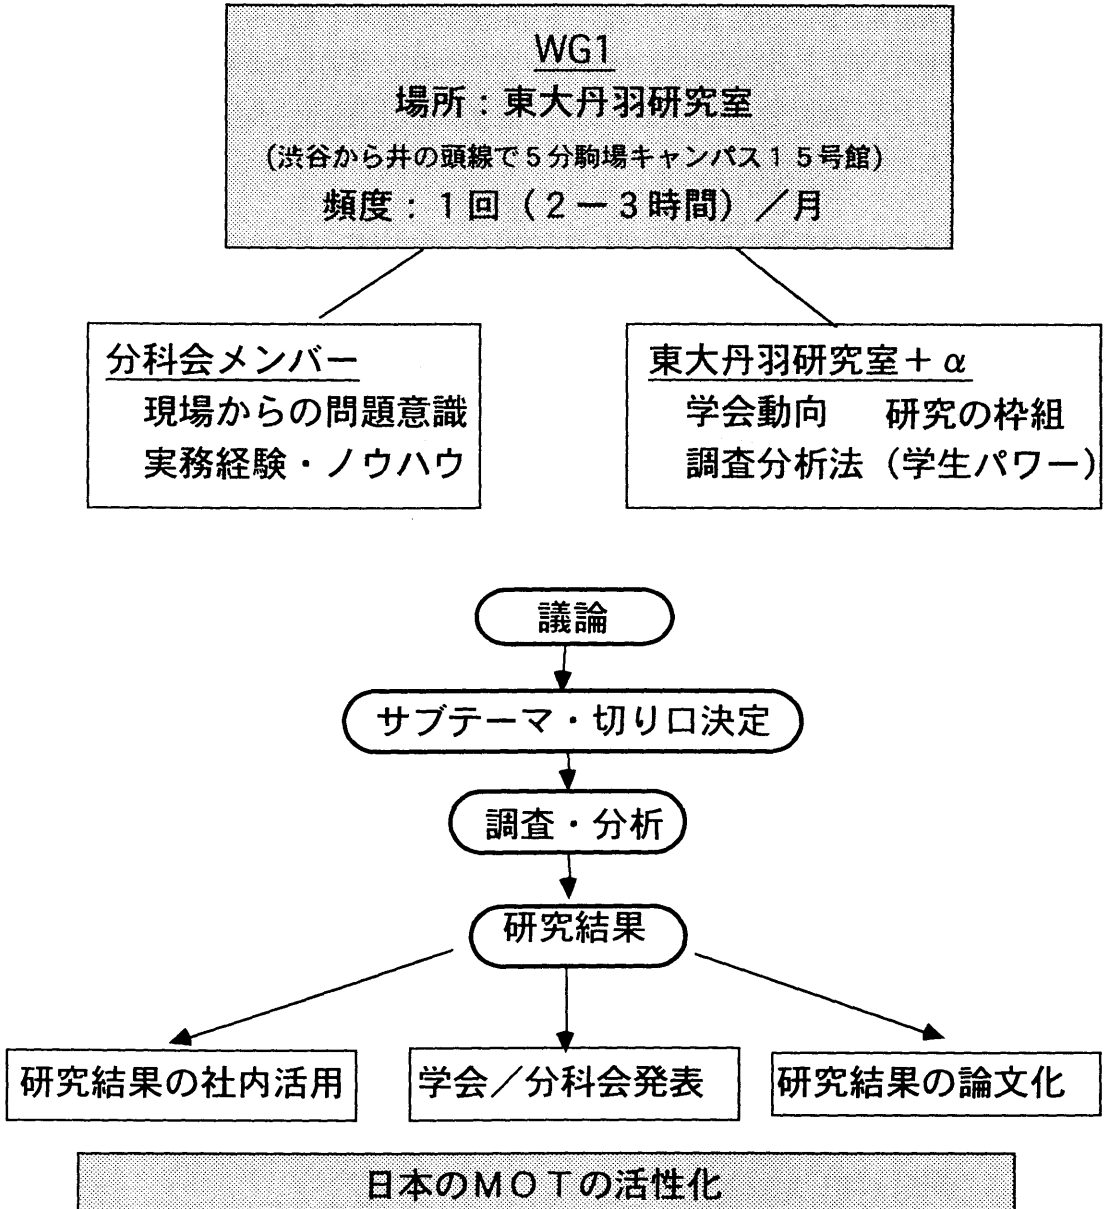 WG1
場所：東大丹羽研究室
(渋谷から井の頭線で５分駒場キャンパス１５号館)
頻度：１回（２ー３時間）／月
分科会メンバー
現場からの問題意識
実務経験・ノウハウ
東大丹羽研究室＋α
学会動向　研究の枠組
調査分析法（学生パワー）
議論
サブテーマ・切り口決定
調査・分析
研究結果
研究結果の社内活用
学会／分科会発表
研究結果の論文化
日本のＭＯＴの活性化